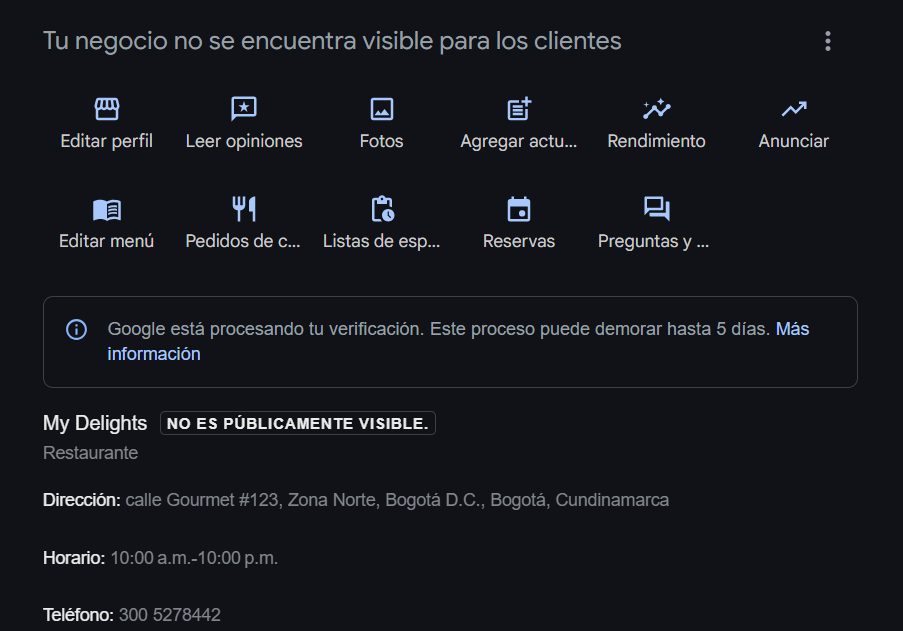 Tu negocio no se encuentra visible para los clientes
Editar perfil
Leer opiniones
Fotos
Agregar actu...
Rendimiento
Anunciar
Editar menú
Pedidos de c...
Listas de esp...
Reservas
Preguntas y ...
Google está procesando tu verificación. Este proceso puede demorar hasta 5 días. Más
información
My Delights NO ES PÚBLICAMENTE VISIBLE.
Restaurante
Dirección: calle Gourmet #123, Zona Norte, Bogotá D.C., Bogotá, Cundinamarca
Horario: 10:00 a.m.-10:00 p.m.
Teléfono: 300 5278442